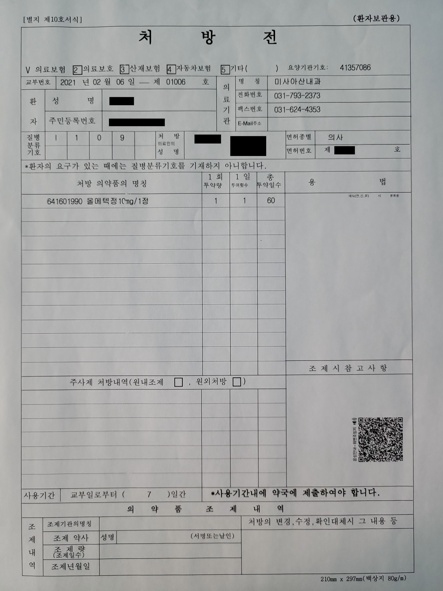 [별지 제10호서식]
(환자보관용)
처 방 전
V 의료보험 2 의료보호 3 산재보험 4 자동차보험 5 기타( ) 요양기관기호: 41357086
교부번호 2021 년 02 월 06 일 — 제 01006 호
환 자
성 명
주민등록번호
의료기관
명 칭 미사아산내과
전화번호 031-793-2373
팩스번호 031-624-4353
E-Mail주소
질병분류기호 I 1 0 9
처 방 의료인의 성 명
면허종별 의사
면허번호 제 호
*환자의 요구가 있는 때에는 질병분류기호를 기재하지 아니합니다.
처방 의약품의 명칭 1회 투약량 1일 투여횟수 총 투약일수 용 법
641601990 올메텍정10mg/1정 1 1 60
조제시참고사항
주사제 처방내역(원내조제 , 원외처방 )
사용기간 교부일로부터 ( 7 )일간 *사용기간내에 약국에 제출하여야 합니다.
의 약 품 조 제 내 역
조제내역
조제기관의명칭 처방의 변경,수정,확인대체시 그 내용 등
조제 약사 성명 (서명또는날인)
조 제 량 (조제일수)
조제년월일
210mm x 297mm(백상지 80g/m)